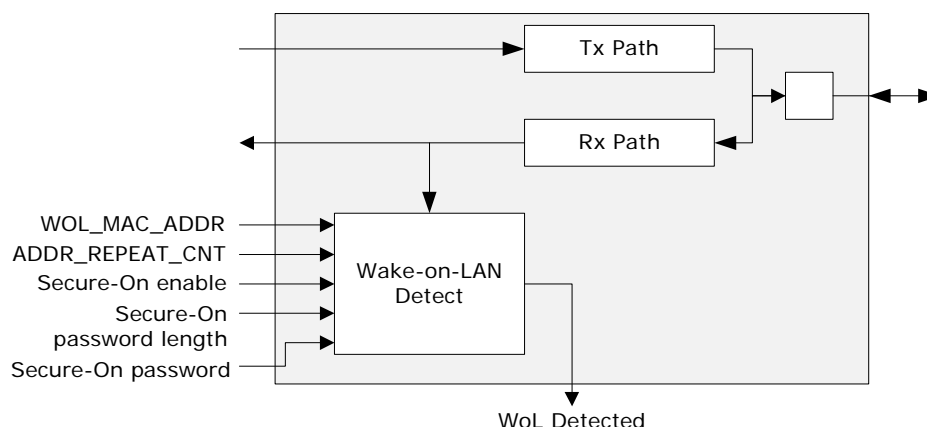 Tx Path
Rx Path
WOL_MAC_ADDR
ADDR_REPEAT_CNT
Secure-On enable
Secure-On
password length
Secure-On password
Wake-on-LAN
Detect
WoL Detected